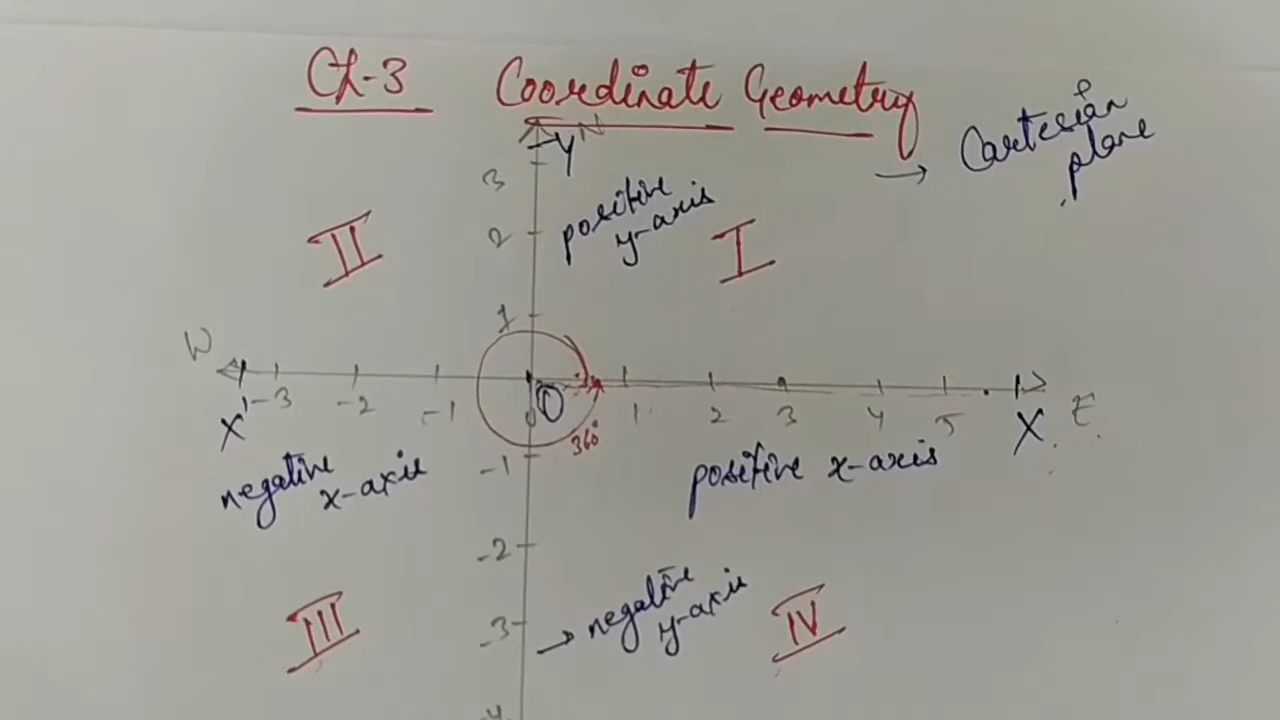 Ch-3 Coordinate Geometry
→ Cartesian
plane
N
Y
3
positive
y-axis
2
II
I
1
W
X' -3 -2 -1 0 O 1 2 3 4 5 X E
360°
negative
x-axis
positive x-axis
-1
-2
→ negative
y-axis
-3
III
IV
-4